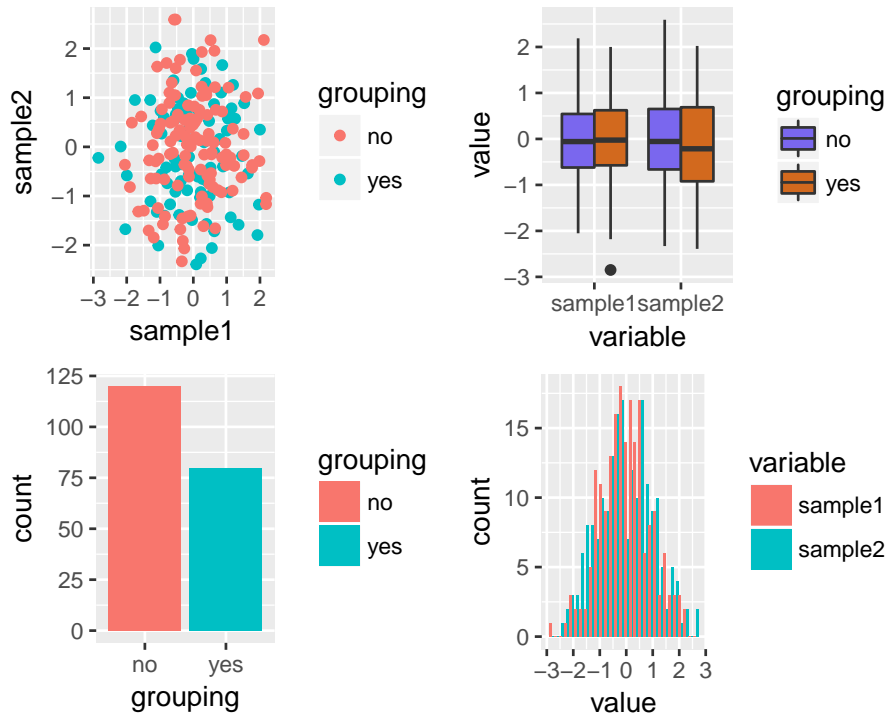 2
1
0
−1
−2
sample2
−3 −2 −1 0 1 2
sample1
grouping
no
yes
2
1
0
−1
−2
−3
value
sample1 sample2
variable
grouping
no
yes
125
100
75
50
25
0
count
no yes
grouping
grouping
no
yes
15
10
5
0
count
−3 −2 −1 0 1 2 3
value
variable
sample1
sample2